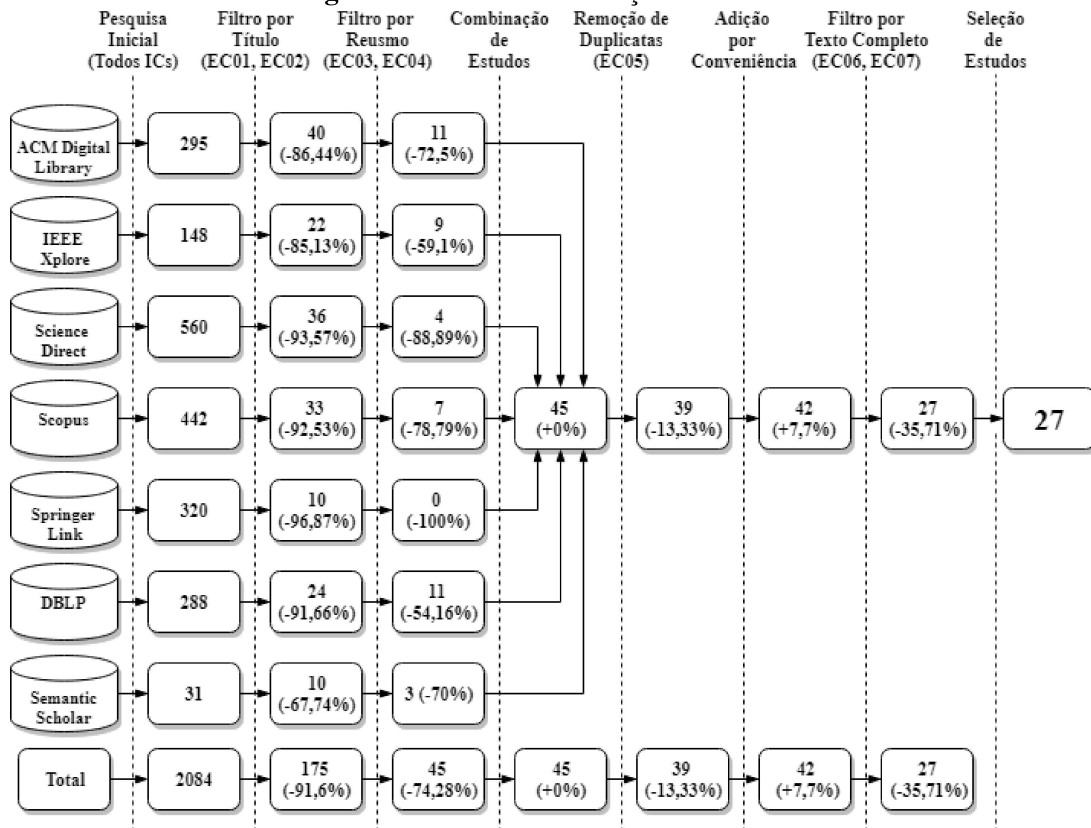 Pesquisa
Inicial
(Todos ICs)
Filtro por
Título
(EC01, EC02)
Filtro por
Reusmo
(EC03, EC04)
Combinação
de
Estudos
Remoção de
Duplicatas
(EC05)
Adição
por
Conveniência
Filtro por
Texto Completo
(EC06, EC07)
Seleção
de
Estudos
ACM Digital
Library
295
40
(-86,44%)
11
(-72,5%)
IEEE
Xplore
148
22
(-85,13%)
9
(-59,1%)
Science
Direct
560
36
(-93,57%)
4
(-88,89%)
Scopus
442
33
(-92,53%)
7
(-78,79%)
45
(+0%)
39
(-13,33%)
42
(+7,7%)
27
(-35,71%)
27
Springer
Link
320
10
(-96,87%)
0
(-100%)
DBLP
288
24
(-91,66%)
11
(-54,16%)
Semantic
Scholar
31
10
(-67,74%)
3 (-70%)
Total
2084
175
(-91,6%)
45
(-74,28%)
45
(+0%)
39
(-13,33%)
42
(+7,7%)
27
(-35,71%)